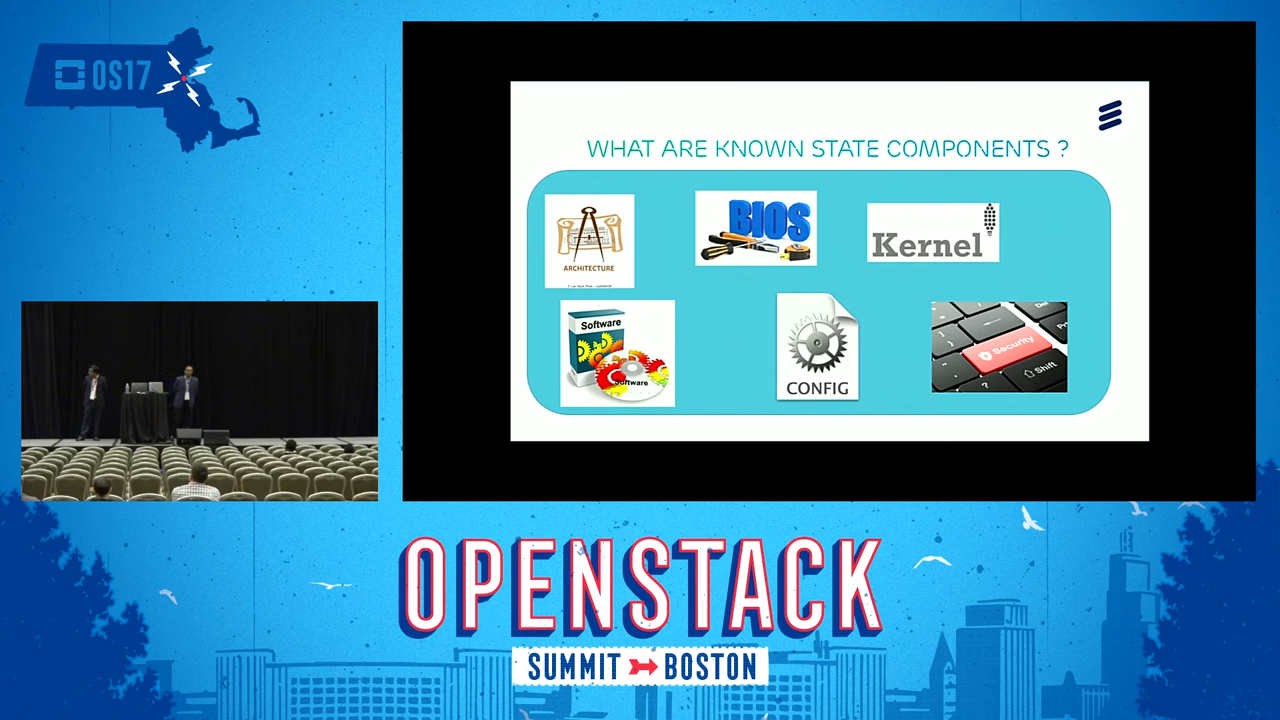 OS17
WHAT ARE KNOWN STATE COMPONENTS ?
ARCHITECTURE
BIOS
Kernel
Software
Software
CONFIG
Security
Shift
?
OPENSTACK
SUMMIT BOSTON